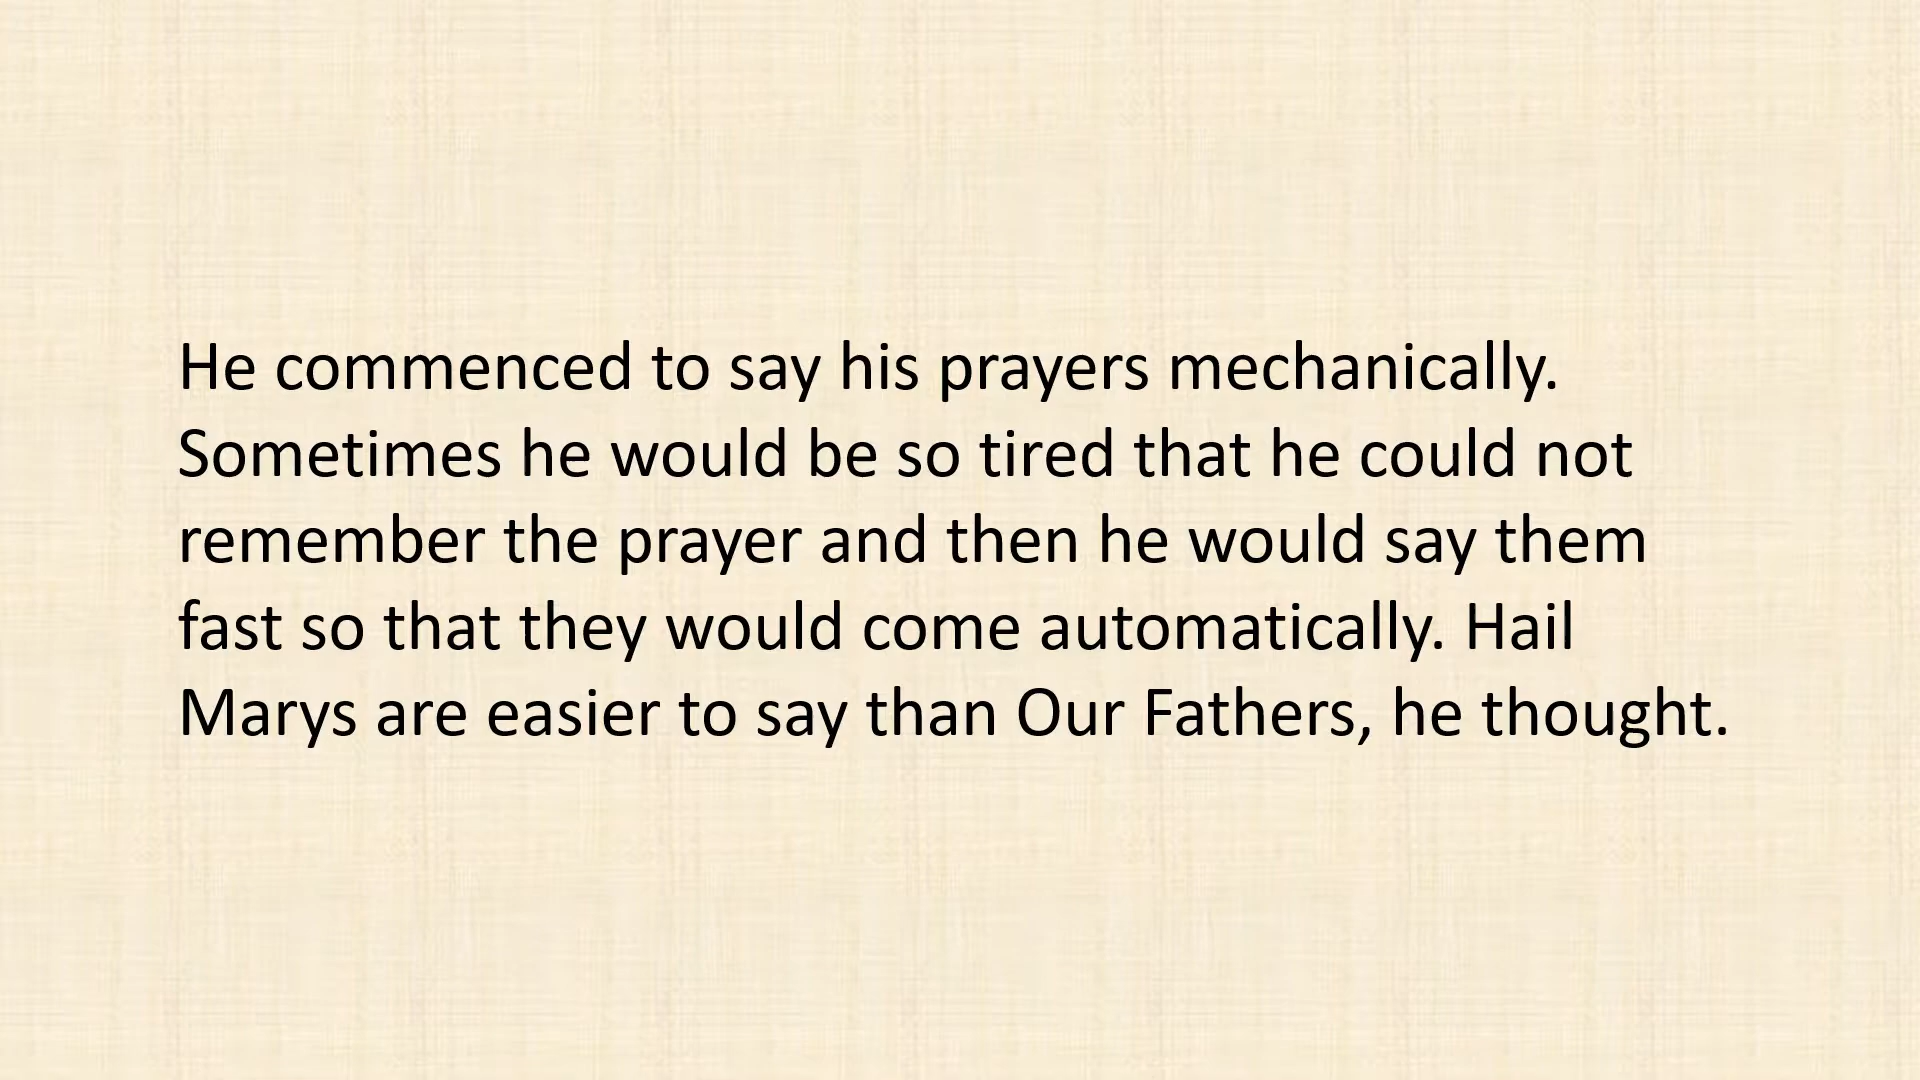 He commenced to say his prayers mechanically.
Sometimes he would be so tired that he could not
remember the prayer and then he would say them
fast so that they would come automatically. Hail
Marys are easier to say than Our Fathers, he thought.